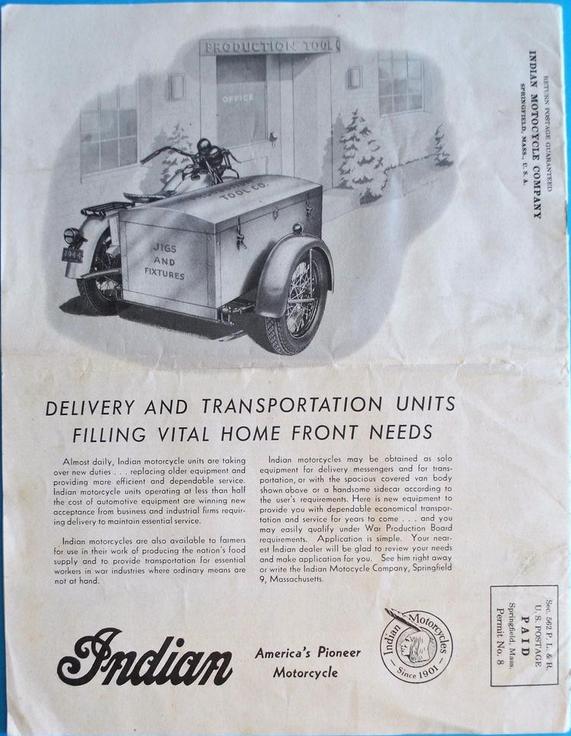 PRODUCTION TOOL
OFFICE
TOOL CO.
JIGS
AND
FIXTURES
RETURN POSTAGE GUARANTEED
INDIAN MOTOCYCLE COMPANY
SPRINGFIELD, MASS., U. S. A.
DELIVERY AND TRANSPORTATION UNITS
FILLING VITAL HOME FRONT NEEDS
Almost daily, Indian motorcycle units are taking
over new duties . . . replacing older equipment and
providing more efficient and dependable service.
Indian motorcycle units operating at less than half
the cost of automotive equipment are winning new
acceptance from business and industrial firms requir-
ing delivery to maintain essential service.
Indian motorcycles are also available to farmers
for use in their work of producing the nation's food
supply and to provide transportation for essential
workers in war industries where ordinary means are
not at hand.
Indian motorcycles may be obtained as solo
equipment for delivery messengers and for trans-
portation, or with the spacious covered van body
shown above or a handsome sidecar according to
the user's requirements. Here is new equipment to
provide you with dependable economical transpor-
tation and service for years to come . . . and you
may easily qualify under War Production Board
requirements. Application is simple. Your near-
est Indian dealer will be glad to review your needs
and make application for you. See him right away
or write the Indian Motocycle Company, Springfield
9, Massachusetts.
Indian
America's Pioneer
Motorcycle
Indian Motorcycles
Since 1901
Sec. 562 P. L. & R.
U. S. POSTAGE
PAID
Springfield, Mass.
Permit No. 8